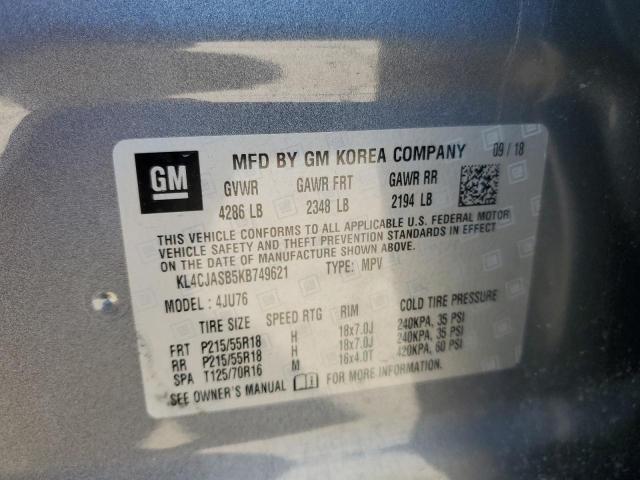 GM MFD BY GM KOREA COMPANY 09 / 18
GVWR GAWR FRT GAWR RR
4286 LB 2348 LB 2194 LB
THIS VEHICLE CONFORMS TO ALL APPLICABLE U.S. FEDERAL MOTOR
VEHICLE SAFETY AND THEFT PREVENTION STANDARDS IN EFFECT
ON THE DATE OF MANUFACTURE SHOWN ABOVE.
KL4CJASB5KB749621 TYPE: MPV
MODEL : 4JU76
TIRE SIZE SPEED RTG RIM COLD TIRE PRESSURE
FRT P215/55R18 H 18x7.0J 240KPA, 35 PSI
RR P215/55R18 H 18x7.0J 240KPA, 35 PSI
SPA T125/70R16 M 16x4.0T 420KPA, 60 PSI
SEE OWNER'S MANUAL FOR MORE INFORMATION.